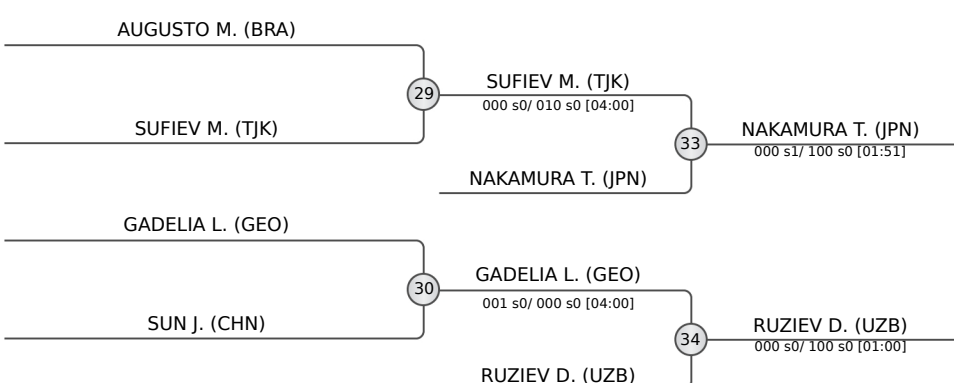 AUGUSTO M. (BRA)
29
SUFIEV M. (TJK)
SUFIEV M. (TJK)
000 s0/ 010 s0 [04:00]
33
NAKAMURA T. (JPN)
NAKAMURA T. (JPN)
000 s1/ 100 s0 [01:51]
GADELIA L. (GEO)
30
SUN J. (CHN)
GADELIA L. (GEO)
001 s0/ 000 s0 [04:00]
34
RUZIEV D. (UZB)
RUZIEV D. (UZB)
000 s0/ 100 s0 [01:00]